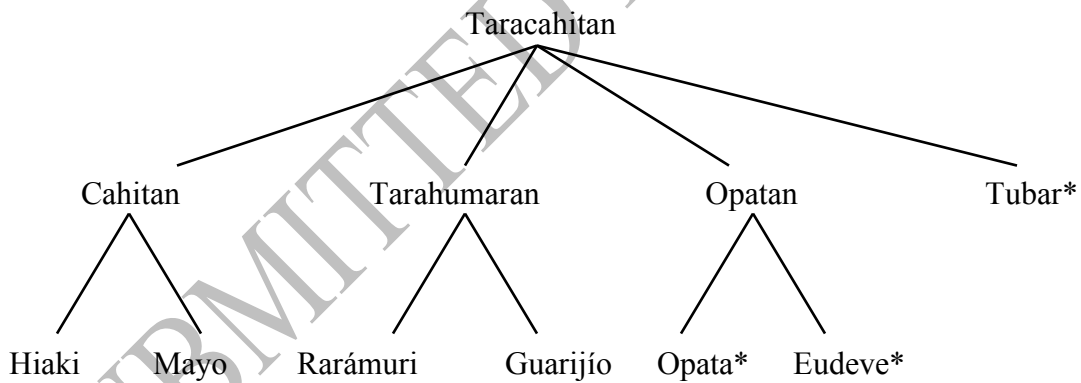 Taracahitan
Cahitan Tarahumaran Opatan Tubar*
Hiaki Mayo Rarámuri Guarijío Opata* Eudeve*